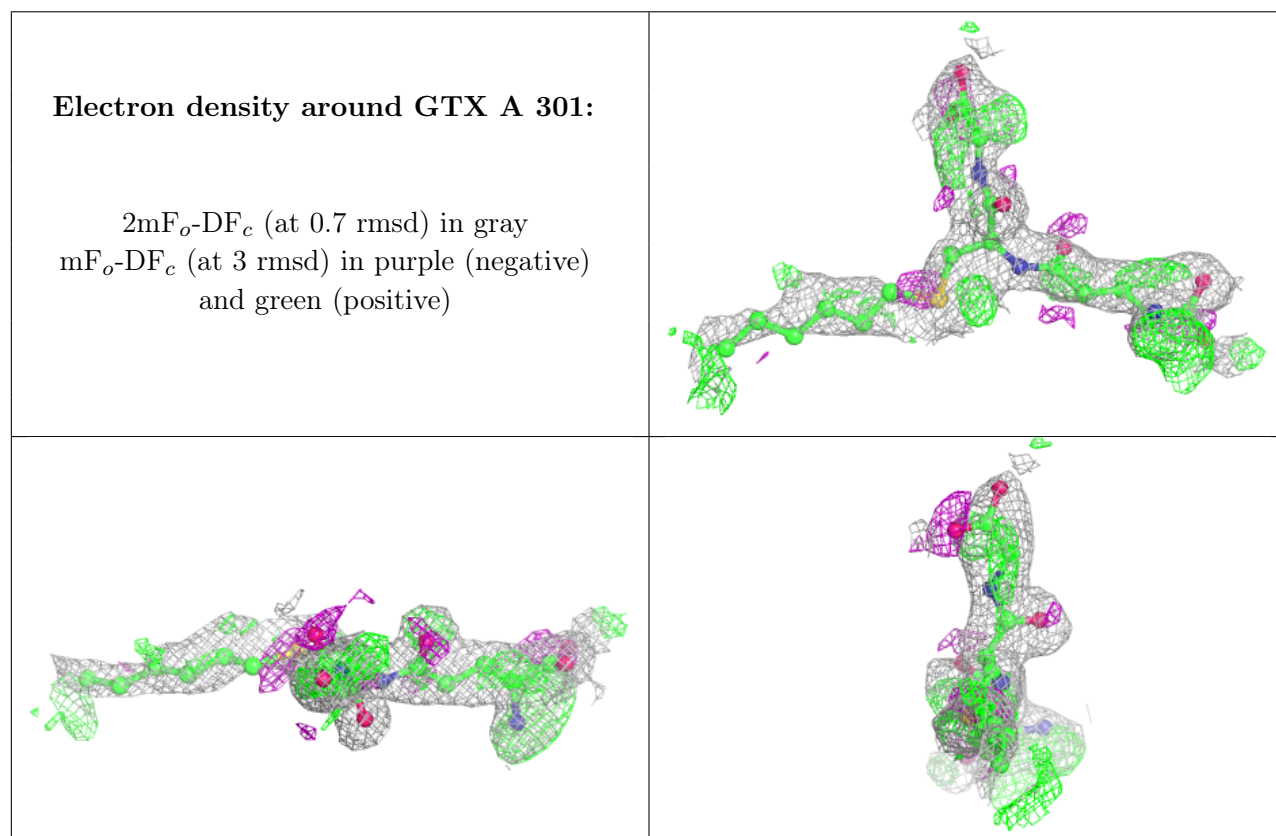 Electron density around GTX A 301:
2mFo-DFc (at 0.7 rmsd) in gray
mFo-DFc (at 3 rmsd) in purple (negative)
and green (positive)